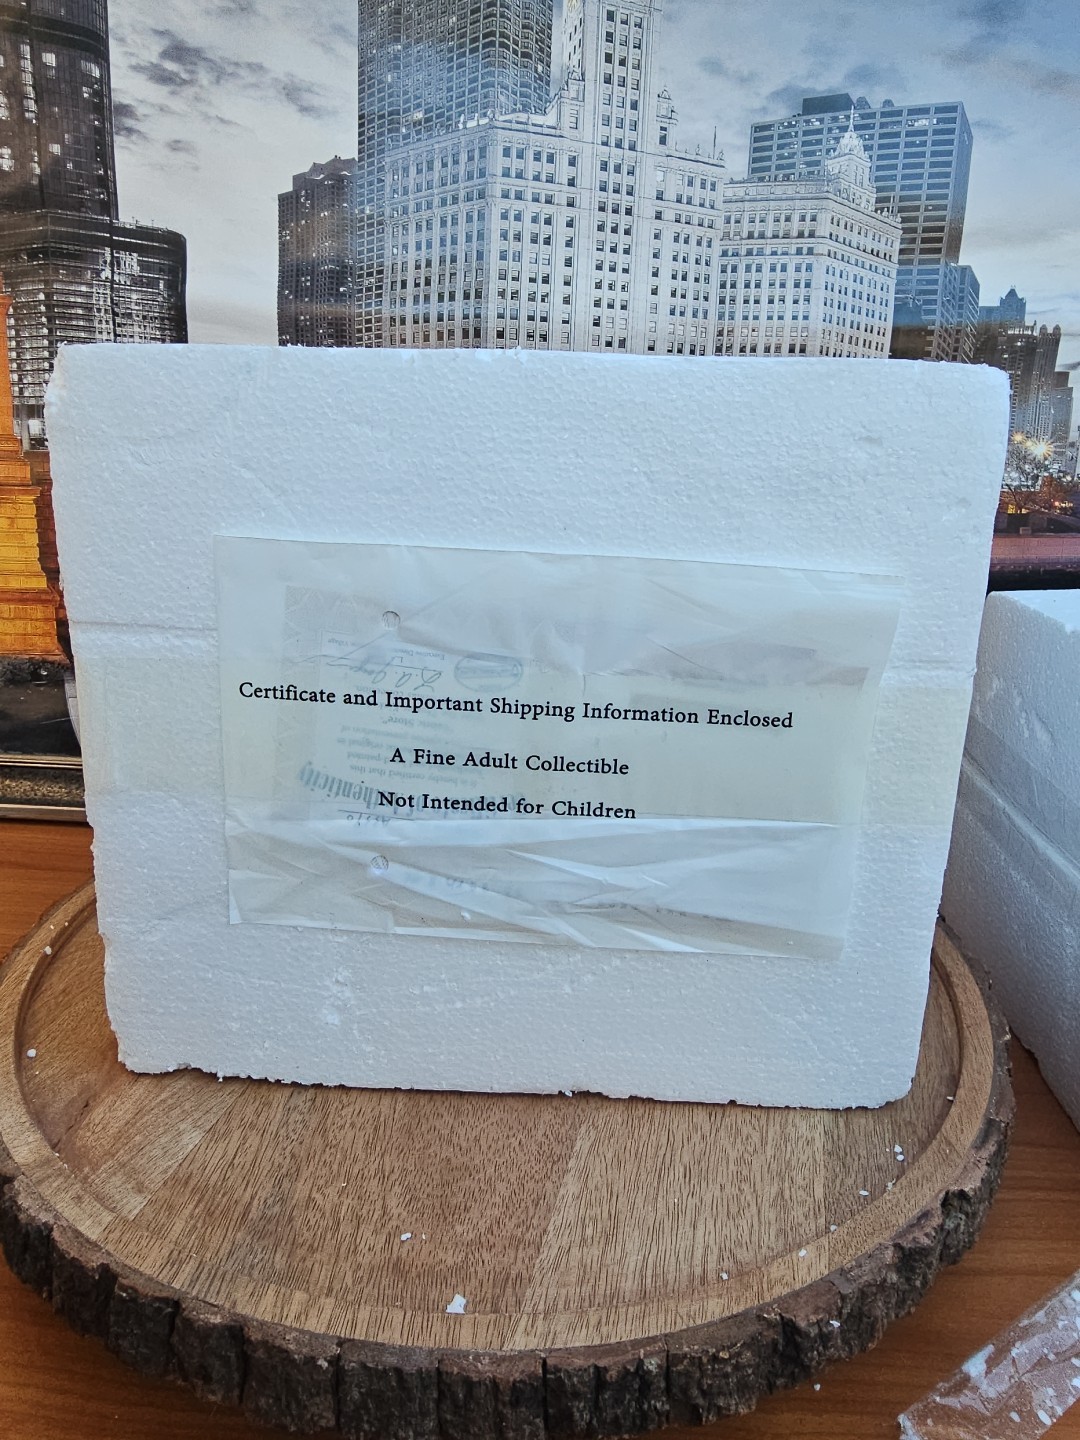 Certificate and Important Shipping Information Enclosed
A Fine Adult Collectible
Not Intended for Children